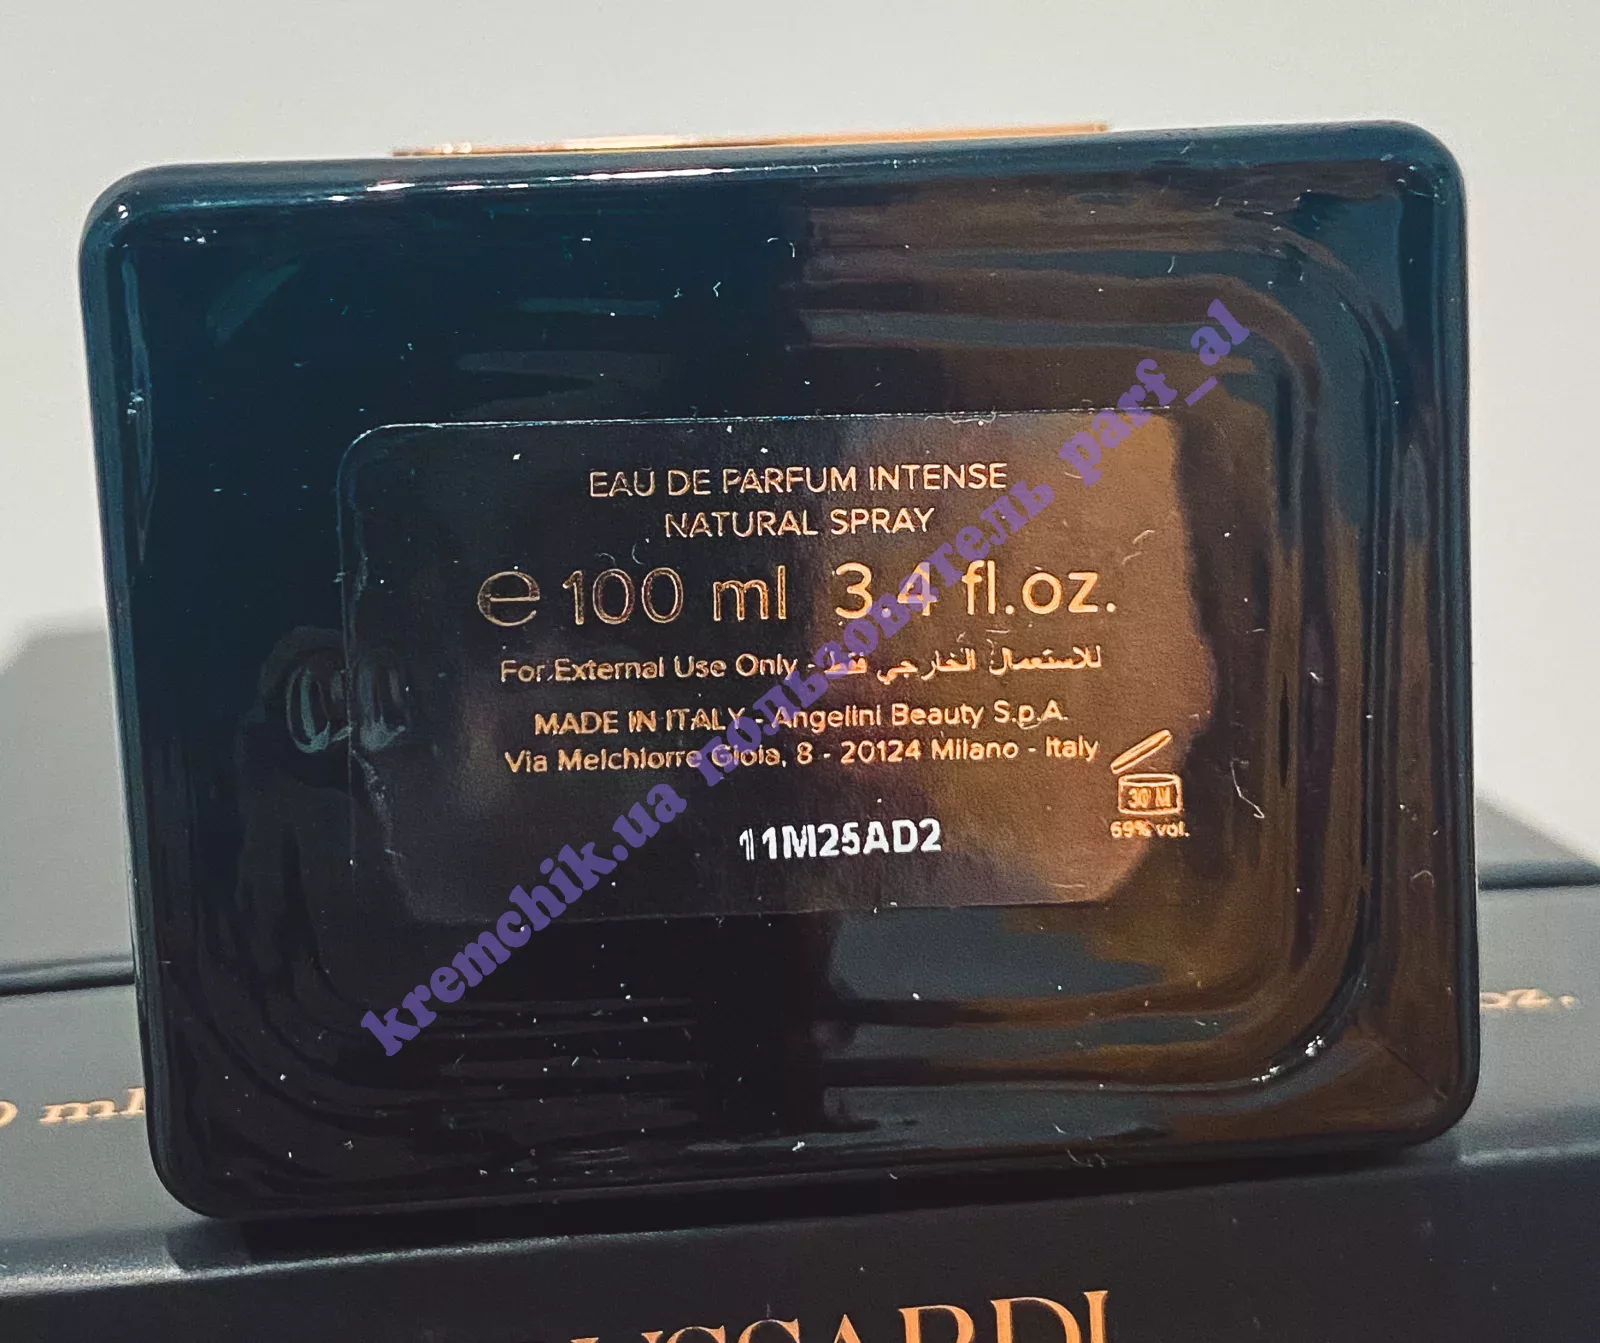 EAU DE PARFUM INTENSE
NATURAL SPRAY
℮ 100 ml 3.4 fl.oz.
For External Use Only - للاستعمال الخارجي فقط
MADE IN ITALY - Angelini Beauty S.p.A.
Via Melchiorre Gioia, 8 - 20124 Milano - Italy
30 M
69% vol.
11M25AD2
kremchik.ua пользователь parf_al
ml
oz.